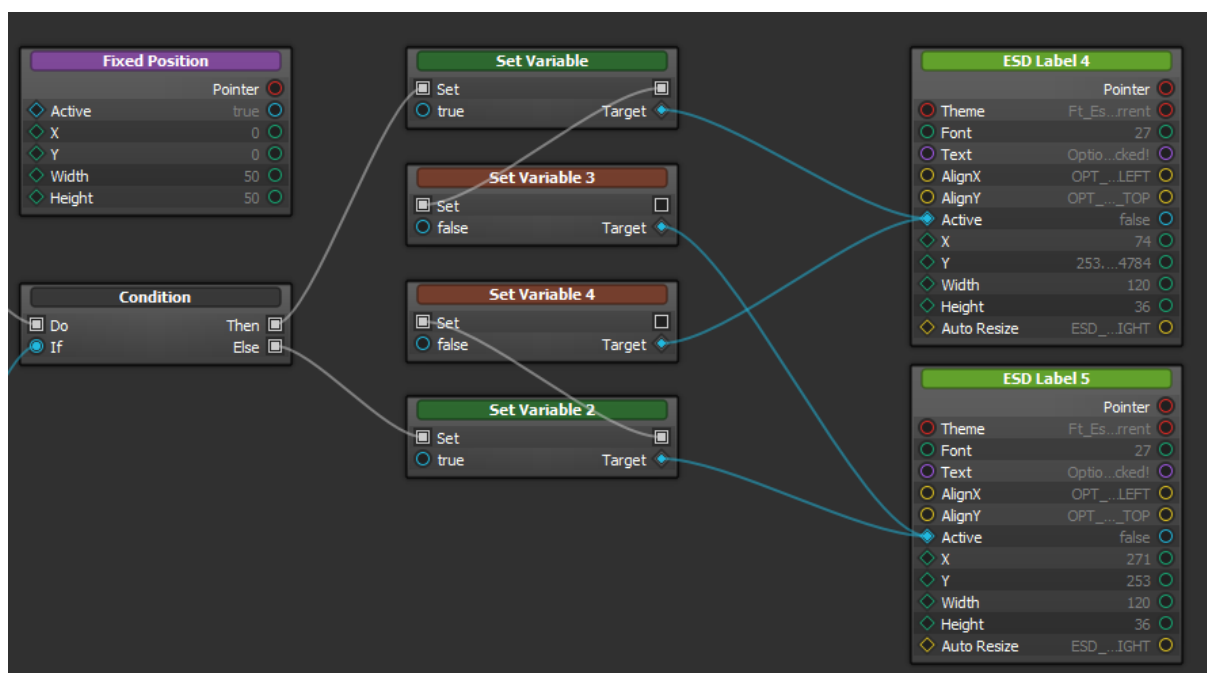 Fixed Position
Pointer
Active true
X 0
Y 0
Width 50
Height 50
Condition
Do Then
If Else
Set Variable
Set
true Target
Set Variable 3
Set
false Target
Set Variable 4
Set
false Target
Set Variable 2
Set
true Target
ESD Label 4
Pointer
Theme Ft_Es...rrent
Font 27
Text Optio...cked!
AlignX OPT_...LEFT
AlignY OPT_..._TOP
Active false
X 74
Y 253....4784
Width 120
Height 36
Auto Resize ESD_...IGHT
ESD Label 5
Pointer
Theme Ft_Es...rrent
Font 27
Text Optio...cked!
AlignX OPT_...LEFT
AlignY OPT_..._TOP
Active false
X 271
Y 253
Width 120
Height 36
Auto Resize ESD_...IGHT